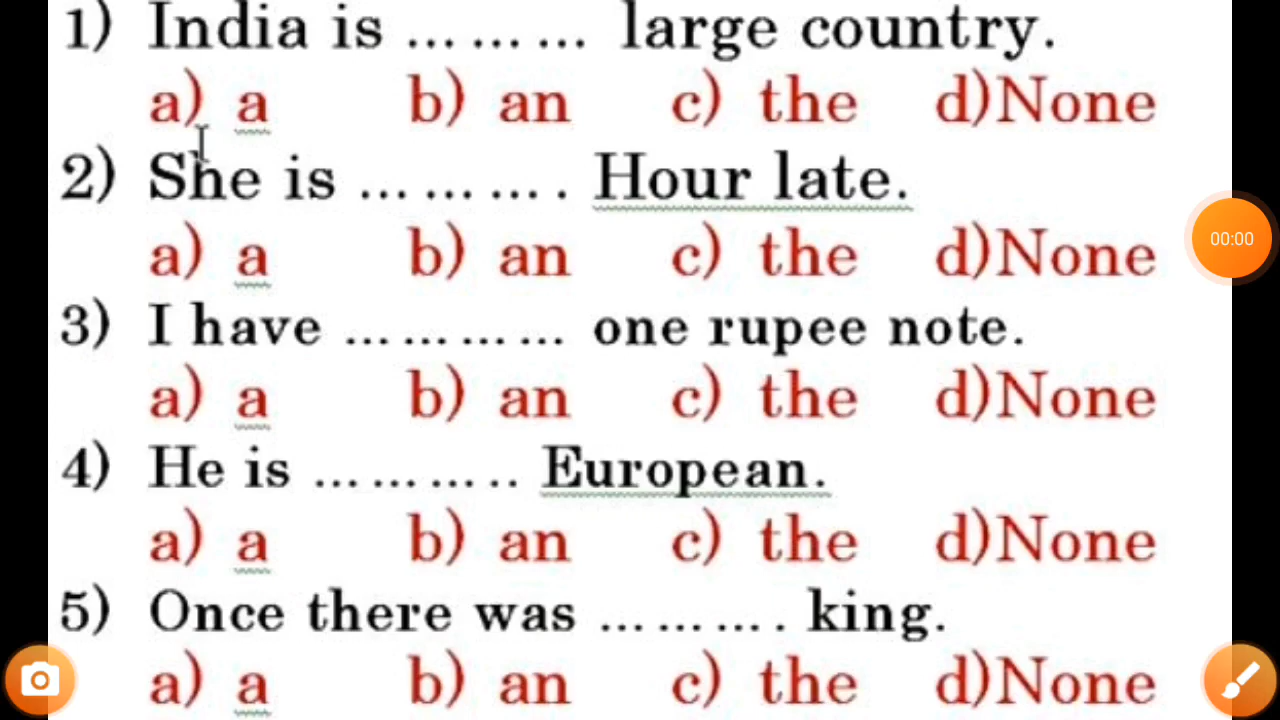 1) India is ... ... ... large country.
a) a b) an c) the d)None
2) She is ... ... ... . Hour late.
a) a b) an c) the d)None
00:00
3) I have ... ... ... ... one rupee note.
a) a b) an c) the d)None
4) He is ... ... ... .. European.
a) a b) an c) the d)None
5) Once there was ... ... ... . king.
a) a b) an c) the d)None